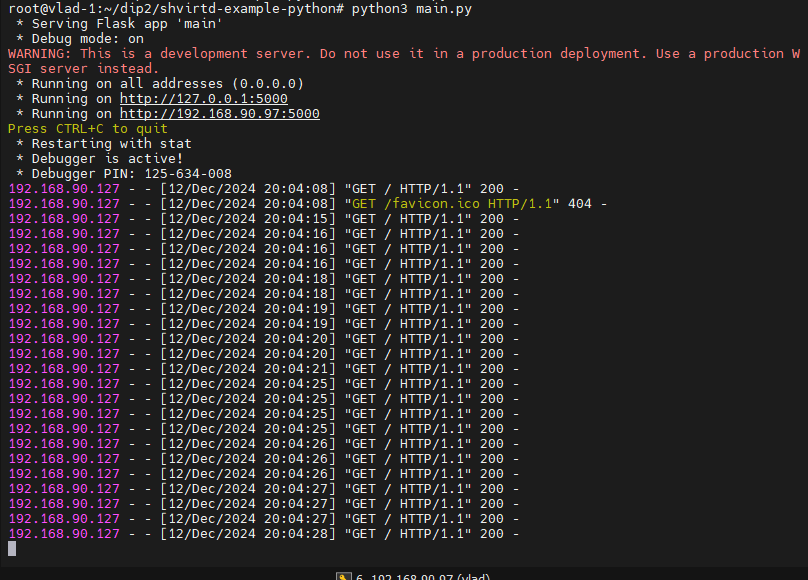 root@vlad-1:~/dip2/shvirtd-example-python# python3 main.py
 * Serving Flask app 'main'
 * Debug mode: on
WARNING: This is a development server. Do not use it in a production deployment. Use a production W
SGI server instead.
 * Running on all addresses (0.0.0.0)
 * Running on http://127.0.0.1:5000
 * Running on http://192.168.90.97:5000
Press CTRL+C to quit
 * Restarting with stat
 * Debugger is active!
 * Debugger PIN: 125-634-008
192.168.90.127 - - [12/Dec/2024 20:04:08] "GET / HTTP/1.1" 200 -
192.168.90.127 - - [12/Dec/2024 20:04:08] "GET /favicon.ico HTTP/1.1" 404 -
192.168.90.127 - - [12/Dec/2024 20:04:15] "GET / HTTP/1.1" 200 -
192.168.90.127 - - [12/Dec/2024 20:04:16] "GET / HTTP/1.1" 200 -
192.168.90.127 - - [12/Dec/2024 20:04:16] "GET / HTTP/1.1" 200 -
192.168.90.127 - - [12/Dec/2024 20:04:16] "GET / HTTP/1.1" 200 -
192.168.90.127 - - [12/Dec/2024 20:04:18] "GET / HTTP/1.1" 200 -
192.168.90.127 - - [12/Dec/2024 20:04:18] "GET / HTTP/1.1" 200 -
192.168.90.127 - - [12/Dec/2024 20:04:19] "GET / HTTP/1.1" 200 -
192.168.90.127 - - [12/Dec/2024 20:04:19] "GET / HTTP/1.1" 200 -
192.168.90.127 - - [12/Dec/2024 20:04:20] "GET / HTTP/1.1" 200 -
192.168.90.127 - - [12/Dec/2024 20:04:20] "GET / HTTP/1.1" 200 -
192.168.90.127 - - [12/Dec/2024 20:04:21] "GET / HTTP/1.1" 200 -
192.168.90.127 - - [12/Dec/2024 20:04:25] "GET / HTTP/1.1" 200 -
192.168.90.127 - - [12/Dec/2024 20:04:25] "GET / HTTP/1.1" 200 -
192.168.90.127 - - [12/Dec/2024 20:04:25] "GET / HTTP/1.1" 200 -
192.168.90.127 - - [12/Dec/2024 20:04:25] "GET / HTTP/1.1" 200 -
192.168.90.127 - - [12/Dec/2024 20:04:26] "GET / HTTP/1.1" 200 -
192.168.90.127 - - [12/Dec/2024 20:04:26] "GET / HTTP/1.1" 200 -
192.168.90.127 - - [12/Dec/2024 20:04:26] "GET / HTTP/1.1" 200 -
192.168.90.127 - - [12/Dec/2024 20:04:27] "GET / HTTP/1.1" 200 -
192.168.90.127 - - [12/Dec/2024 20:04:27] "GET / HTTP/1.1" 200 -
192.168.90.127 - - [12/Dec/2024 20:04:27] "GET / HTTP/1.1" 200 -
192.168.90.127 - - [12/Dec/2024 20:04:28] "GET / HTTP/1.1" 200 -
6. 192.168.90.97 (vlad)